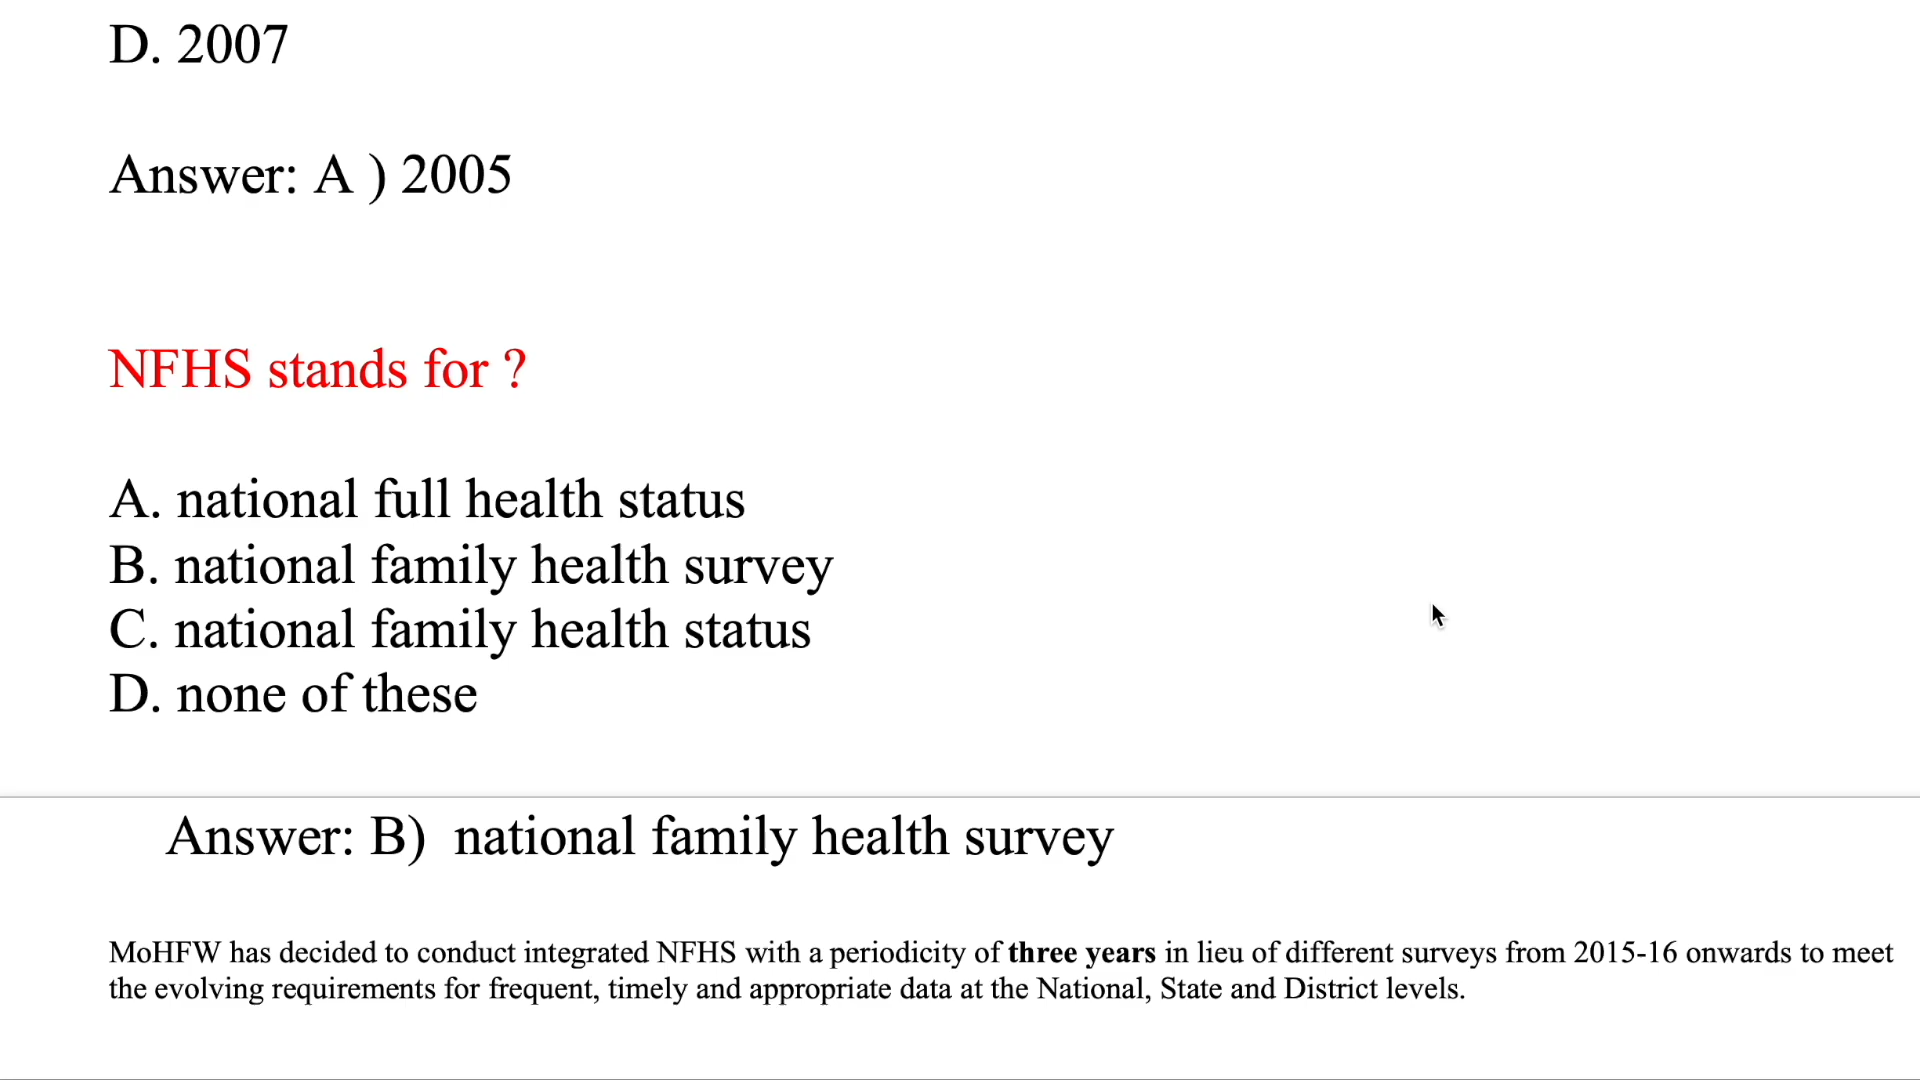 D. 2007
Answer: A ) 2005
NFHS stands for ?
A. national full health status
B. national family health survey
C. national family health status
D. none of these
Answer: B) national family health survey
MoHFW has decided to conduct integrated NFHS with a periodicity of three years in lieu of different surveys from 2015-16 onwards to meet
the evolving requirements for frequent, timely and appropriate data at the National, State and District levels.